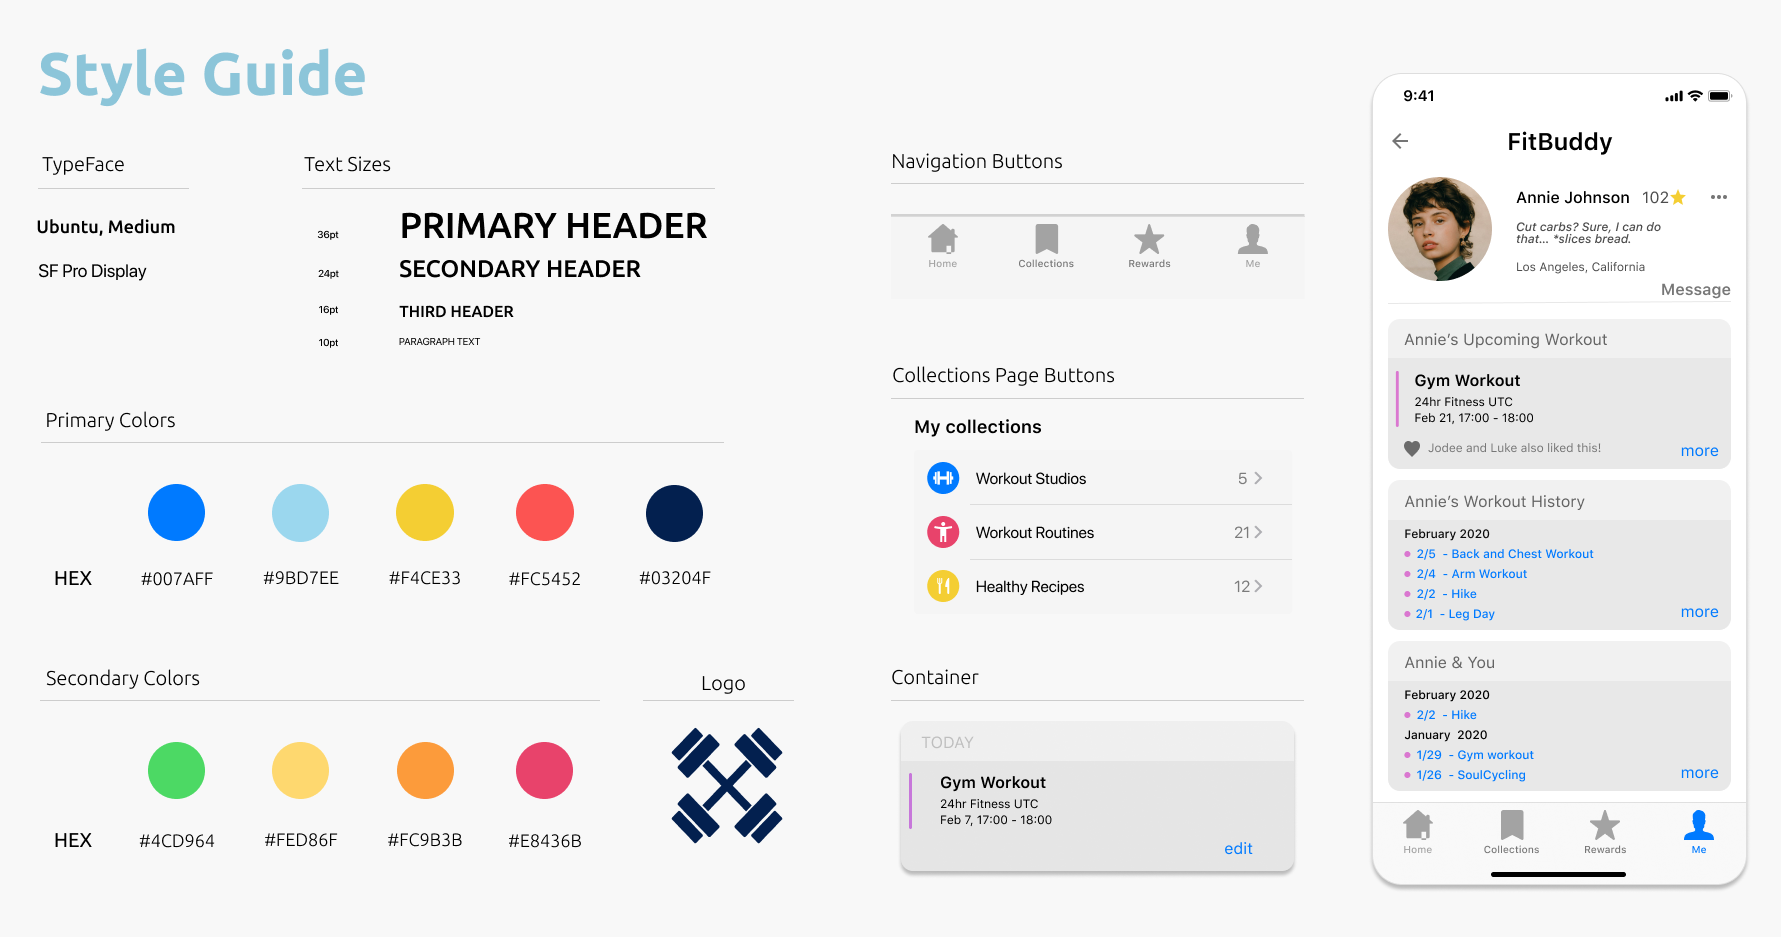 Style Guide
TypeFace
Ubuntu, Medium
SF Pro Display
Text Sizes
36pt PRIMARY HEADER
24pt SECONDARY HEADER
16pt THIRD HEADER
10pt PARAGRAPH TEXT
Primary Colors
HEX #007AFF #9BD7EE #F4CE33 #FC5452 #03204F
Secondary Colors
HEX #4CD964 #FED86F #FC9B3B #E8436B
Logo
Navigation Buttons
Home Collections Rewards Me
Collections Page Buttons
My collections
Workout Studios 5
Workout Routines 21
Healthy Recipes 12
Container
TODAY
Gym Workout
24hr Fitness UTC
Feb 7, 17:00 - 18:00
edit
9:41
FitBuddy
Annie Johnson 102
Cut carbs? Sure, I can do
that... *slices bread.
Los Angeles, California
Message
Annie's Upcoming Workout
Gym Workout
24hr Fitness UTC
Feb 21, 17:00 - 18:00
Jodee and Luke also liked this!
more
Annie's Workout History
February 2020
2/5 - Back and Chest Workout
2/4 - Arm Workout
2/2 - Hike
2/1 - Leg Day
more
Annie & You
February 2020
2/2 - Hike
January 2020
1/29 - Gym workout
1/26 - SoulCycling
more
Home Collections Rewards Me